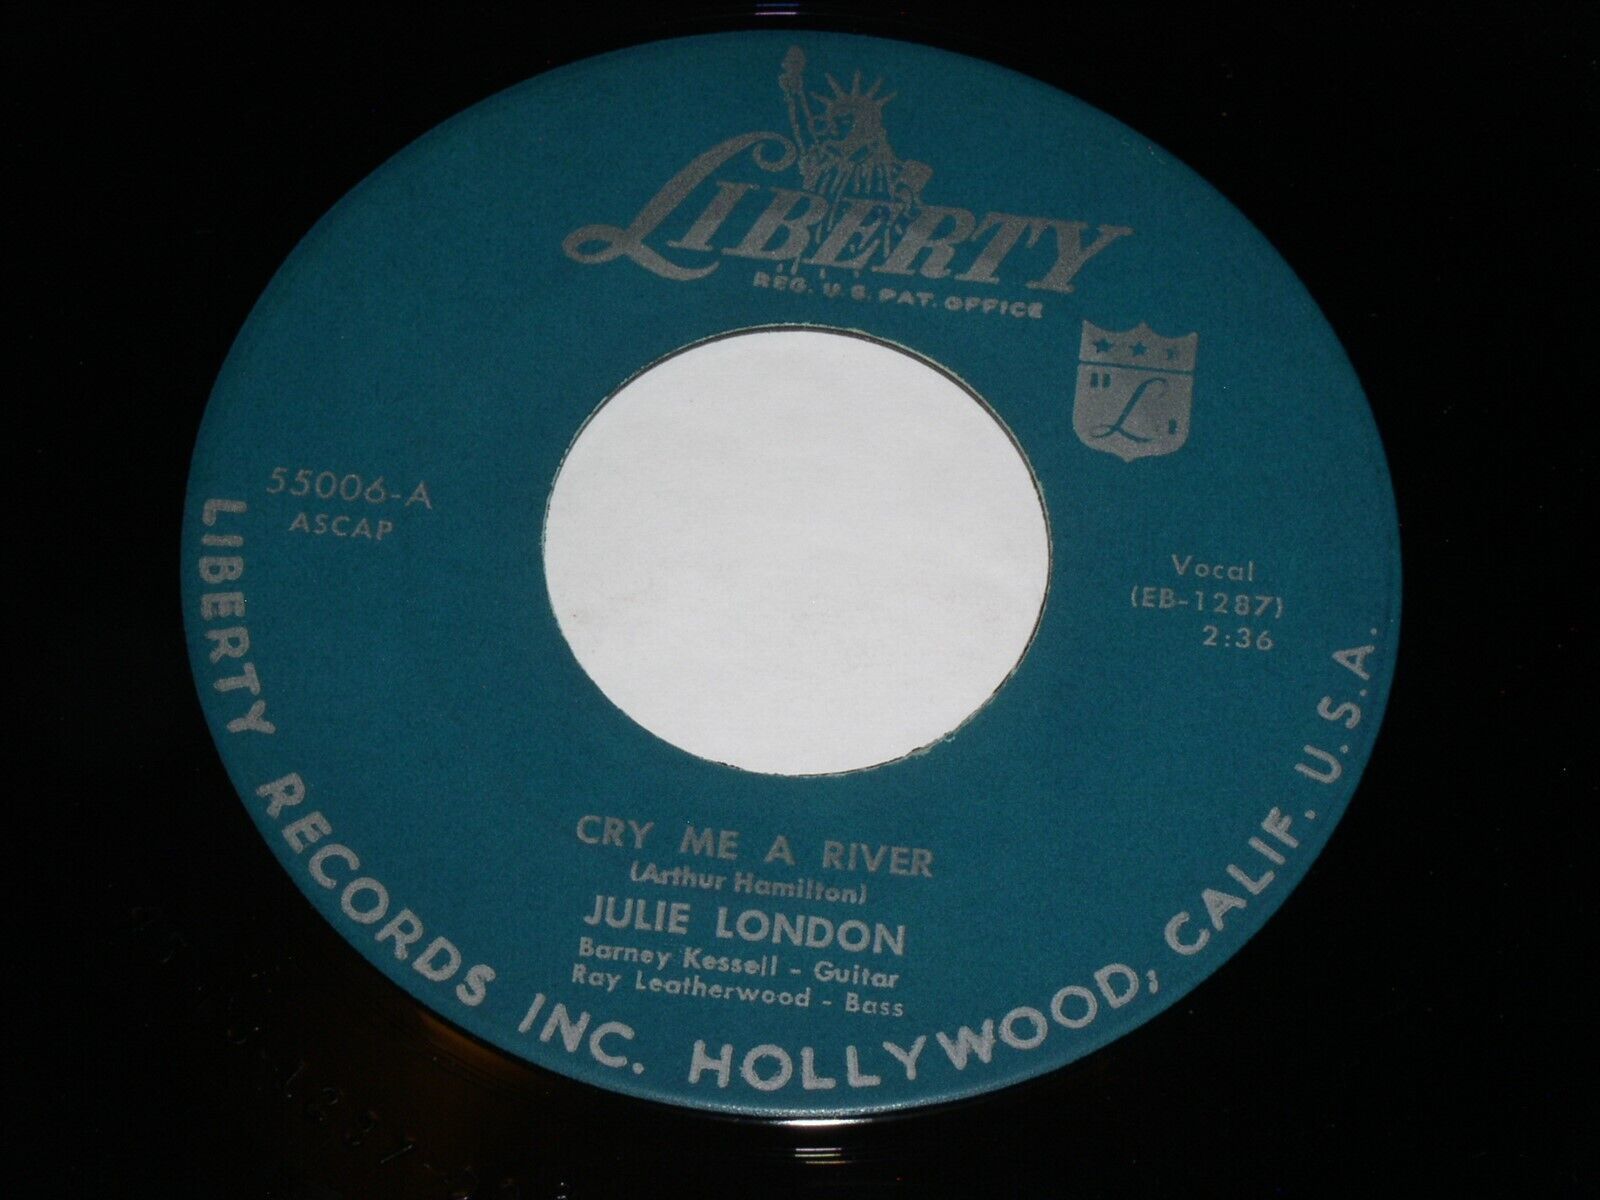 LIBERTY
REG. U.S. PAT. OFFICE
"L"
55006-A
ASCAP
Vocal
(EB-1287)
2:36
CRY ME A RIVER
(Arthur Hamilton)
JULIE LONDON
Barney Kessell - Guitar
Ray Leatherwood - Bass
LIBERTY RECORDS INC. HOLLYWOOD, CALIF. U.S.A.